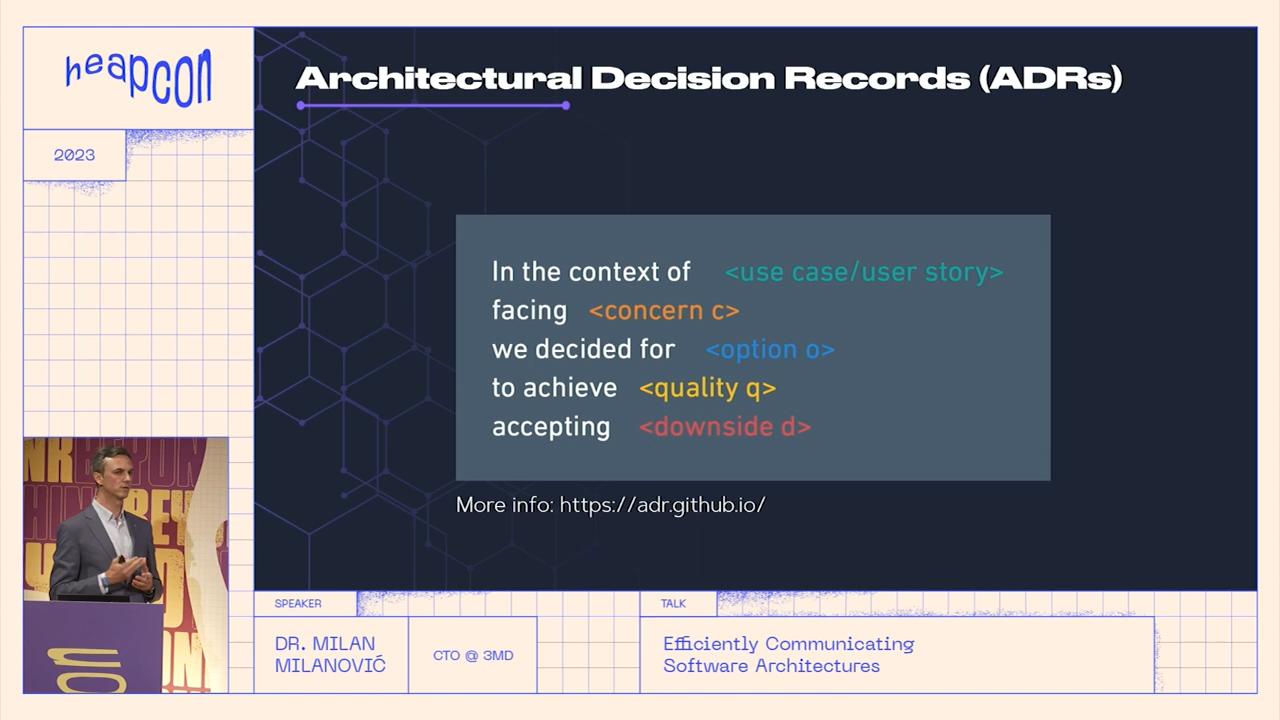 heapcon
2023
Architectural Decision Records (ADRs)
In the context of <use case/user story>
facing <concern c>
we decided for <option o>
to achieve <quality q>
accepting <downside d>
More info: https://adr.github.io/
SPEAKER
DR. MILAN
MILANOVIĆ
CTO @ 3MD
TALK
Efficiently Communicating
Software Architectures